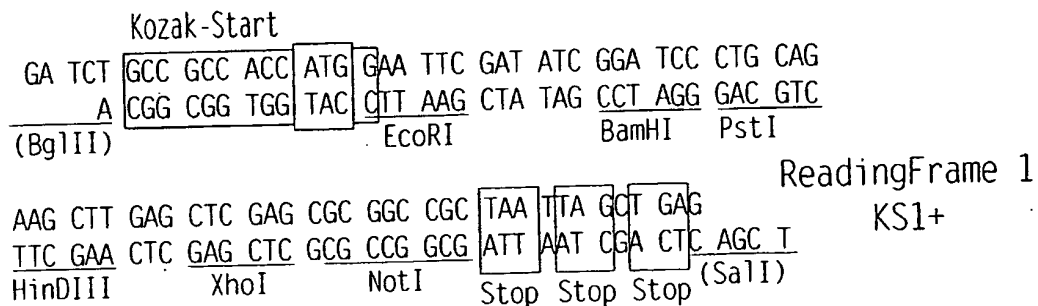 Kozak-Start
GA TCT GCC GCC ACC ATG GAA TTC GAT ATC GGA TCC CTG CAG
A CGG CGG TGG TAC CTT AAG CTA TAG CCT AGG GAC GTC
(BglII) EcoRI BamHI PstI
ReadingFrame 1
KS1+
AAG CTT GAG CTC GAG CGC GGC CGC TAA TTA GCT GAG
TTC GAA CTC GAG CTC GCG CCG GCG ATT AAT CGA CTC AGC T
HinDIII XhoI NotI Stop Stop Stop (SalI)